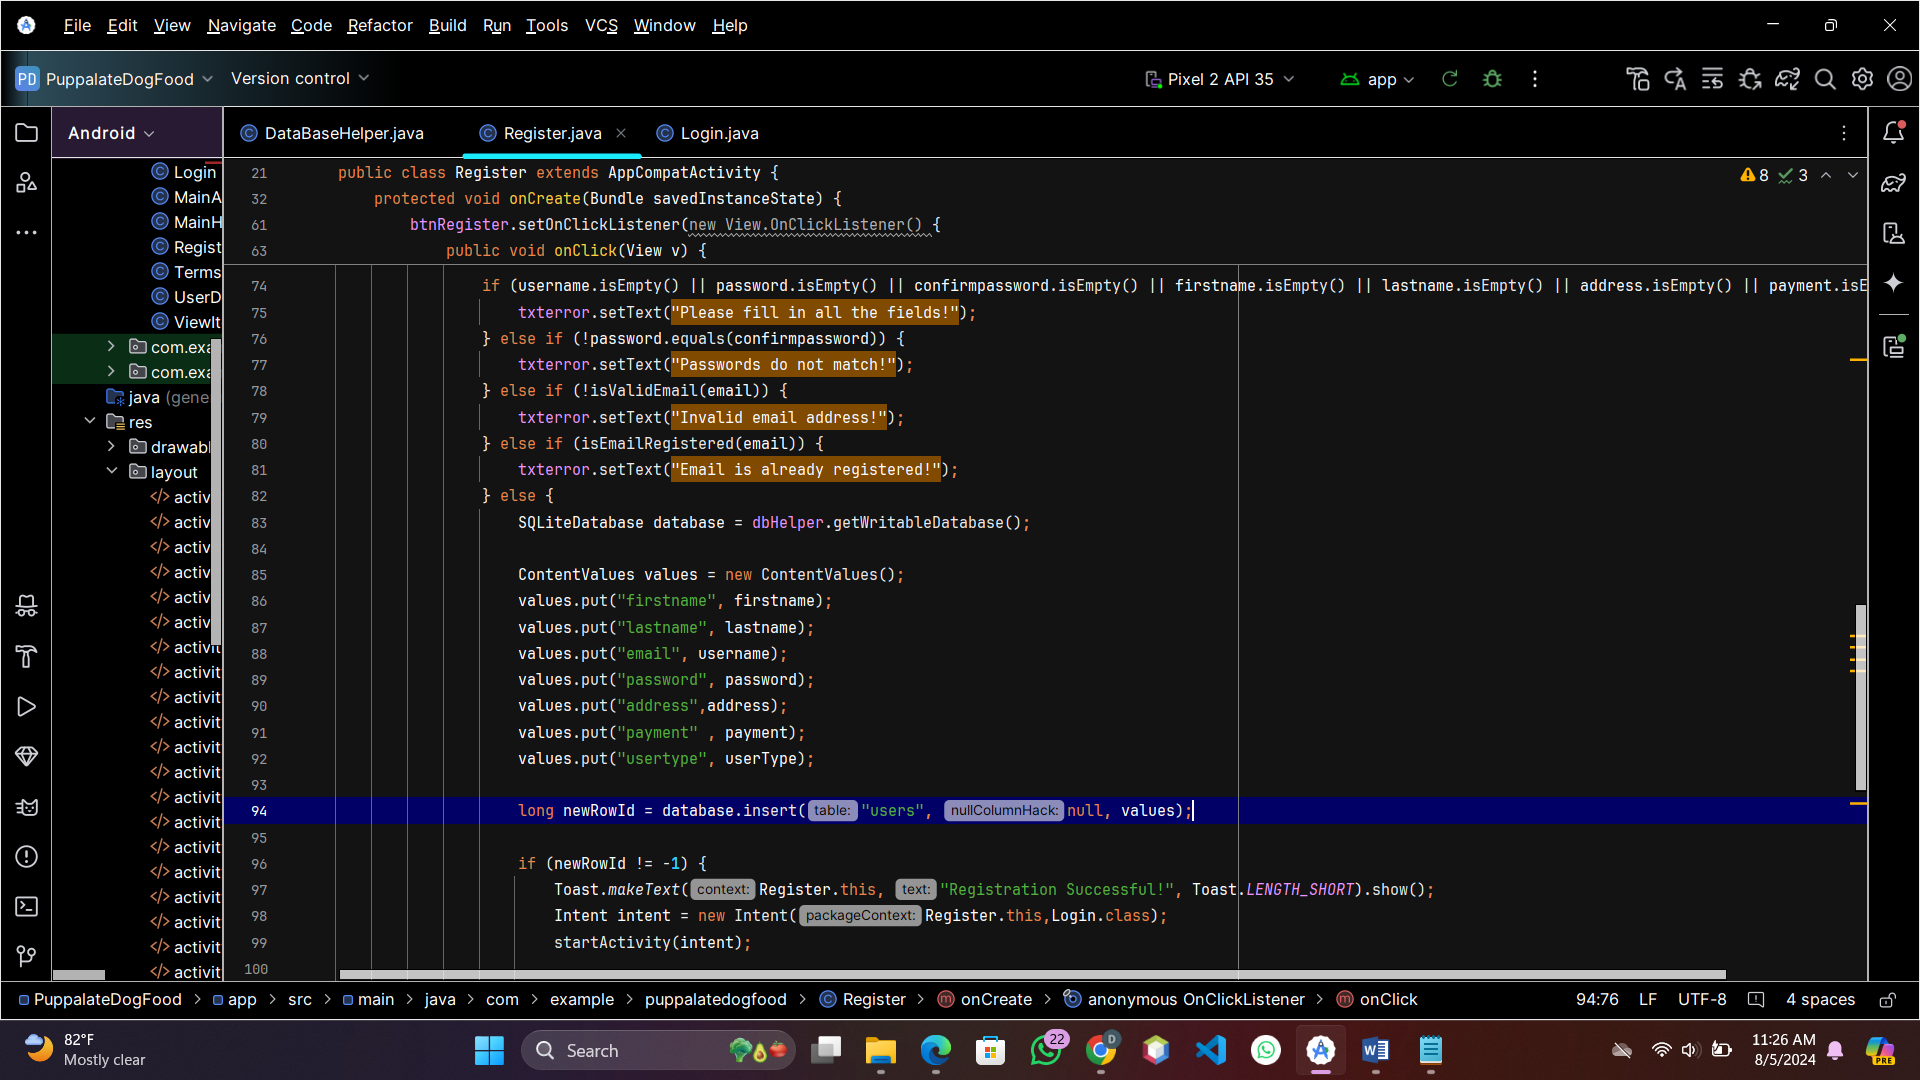 File Edit View Navigate Code Refactor Build Run Tools VCS Window Help
PD PuppalateDogFood Version control Pixel 2 API 35 app
Android DataBaseHelper.java Register.java Login.java
Login
MainA
MainH
Regist
Terms
UserD
ViewIt
com.exa
com.exa
java (gene
res
drawabl
layout
activ
activ
activ
activ
activ
activ
activit
activit
activit
activit
activit
activit
activit
activit
activit
activit
activit
activit
activit
activit
8 3
21 public class Register extends AppCompatActivity {
32 protected void onCreate(Bundle savedInstanceState) {
61 btnRegister.setOnClickListener(new View.OnClickListener() {
63 public void onClick(View v) {
74 if (username.isEmpty() || password.isEmpty() || confirmpassword.isEmpty() || firstname.isEmpty() || lastname.isEmpty() || address.isEmpty() || payment.isE
75 txterror.setText("Please fill in all the fields!");
76 } else if (!password.equals(confirmpassword)) {
77 txterror.setText("Passwords do not match!");
78 } else if (!isValidEmail(email)) {
79 txterror.setText("Invalid email address!");
80 } else if (isEmailRegistered(email)) {
81 txterror.setText("Email is already registered!");
82 } else {
83 SQLiteDatabase database = dbHelper.getWritableDatabase();
84
85 ContentValues values = new ContentValues();
86 values.put("firstname", firstname);
87 values.put("lastname", lastname);
88 values.put("email", username);
89 values.put("password", password);
90 values.put("address",address);
91 values.put("payment" , payment);
92 values.put("usertype", userType);
93
94 long newRowId = database.insert( table: "users", nullColumnHack: null, values);
95
96 if (newRowId != -1) {
97 Toast.makeText( context: Register.this, text: "Registration Successful!", Toast.LENGTH_SHORT).show();
98 Intent intent = new Intent( packageContext: Register.this,Login.class);
99 startActivity(intent);
100
PuppalateDogFood > app > src > main > java > com > example > puppalatedogfood > Register > onCreate > anonymous OnClickListener > onClick 94:76 LF UTF-8 4 spaces
82°F
Mostly clear
Search
22
D
PRE
11:26 AM
8/5/2024